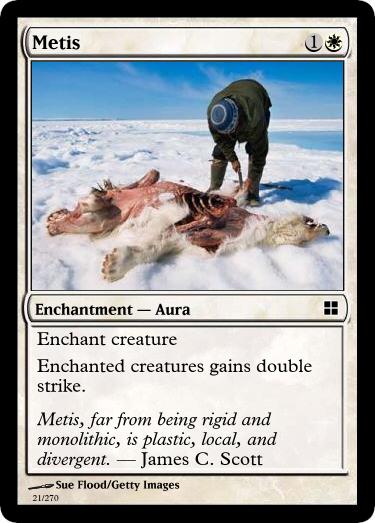 Metis 1
Enchantment — Aura
Enchant creature
Enchanted creatures gains double
strike.
Metis, far from being rigid and
monolithic, is plastic, local, and
divergent. — James C. Scott
Sue Flood/Getty Images
21/270